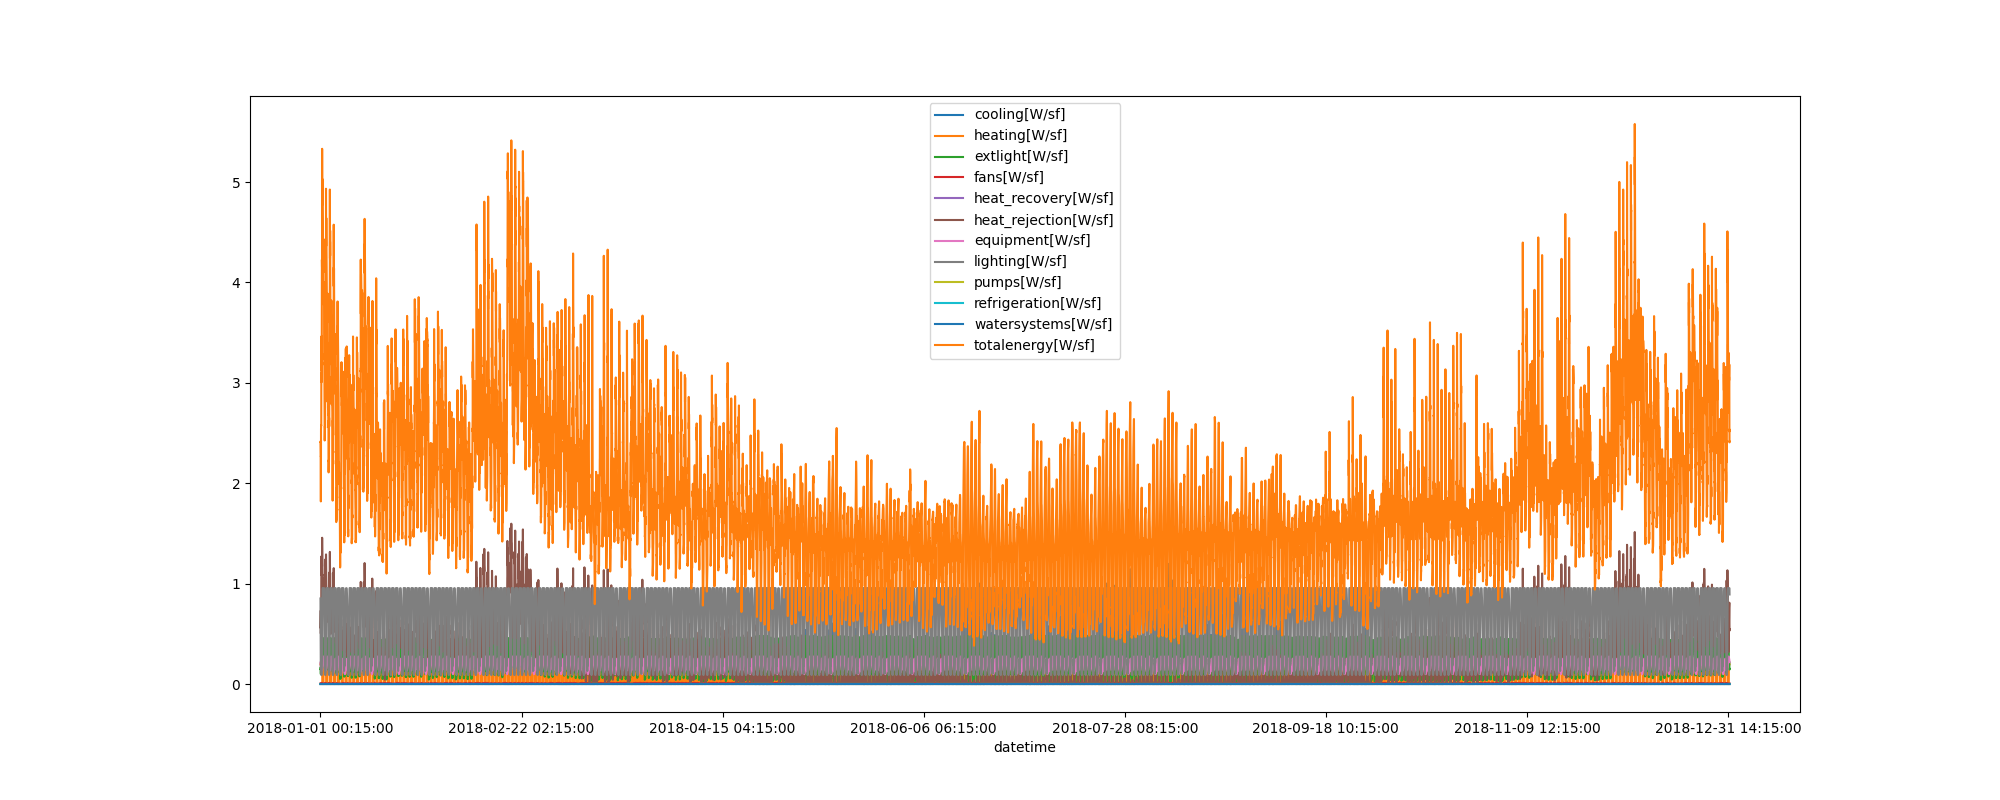 cooling[W/sf]
heating[W/sf]
extlight[W/sf]
fans[W/sf]
heat_recovery[W/sf]
heat_rejection[W/sf]
equipment[W/sf]
lighting[W/sf]
pumps[W/sf]
refrigeration[W/sf]
watersystems[W/sf]
totalenergy[W/sf]
5
4
3
2
1
0
2018-01-01 00:15:00 2018-02-22 02:15:00 2018-04-15 04:15:00 2018-06-06 06:15:00 2018-07-28 08:15:00 2018-09-18 10:15:00 2018-11-09 12:15:00 2018-12-31 14:15:00
datetime